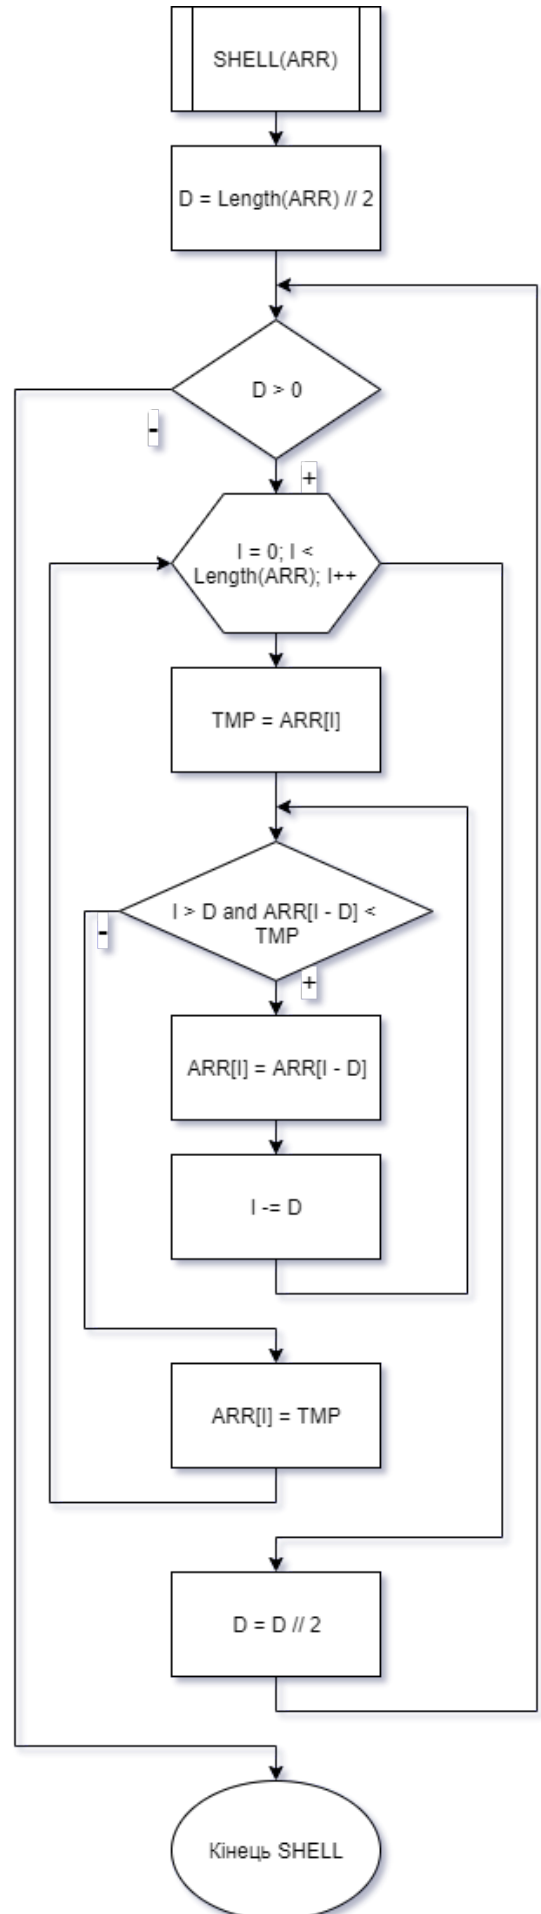 SHELL(ARR)
D = Length(ARR) // 2
D > 0
-
+
I = 0; I <
Length(ARR); I++
TMP = ARR[I]
I > D and ARR[I - D] <
TMP
-
+
ARR[I] = ARR[I - D]
I -= D
ARR[I] = TMP
D = D // 2
Кінець SHELL